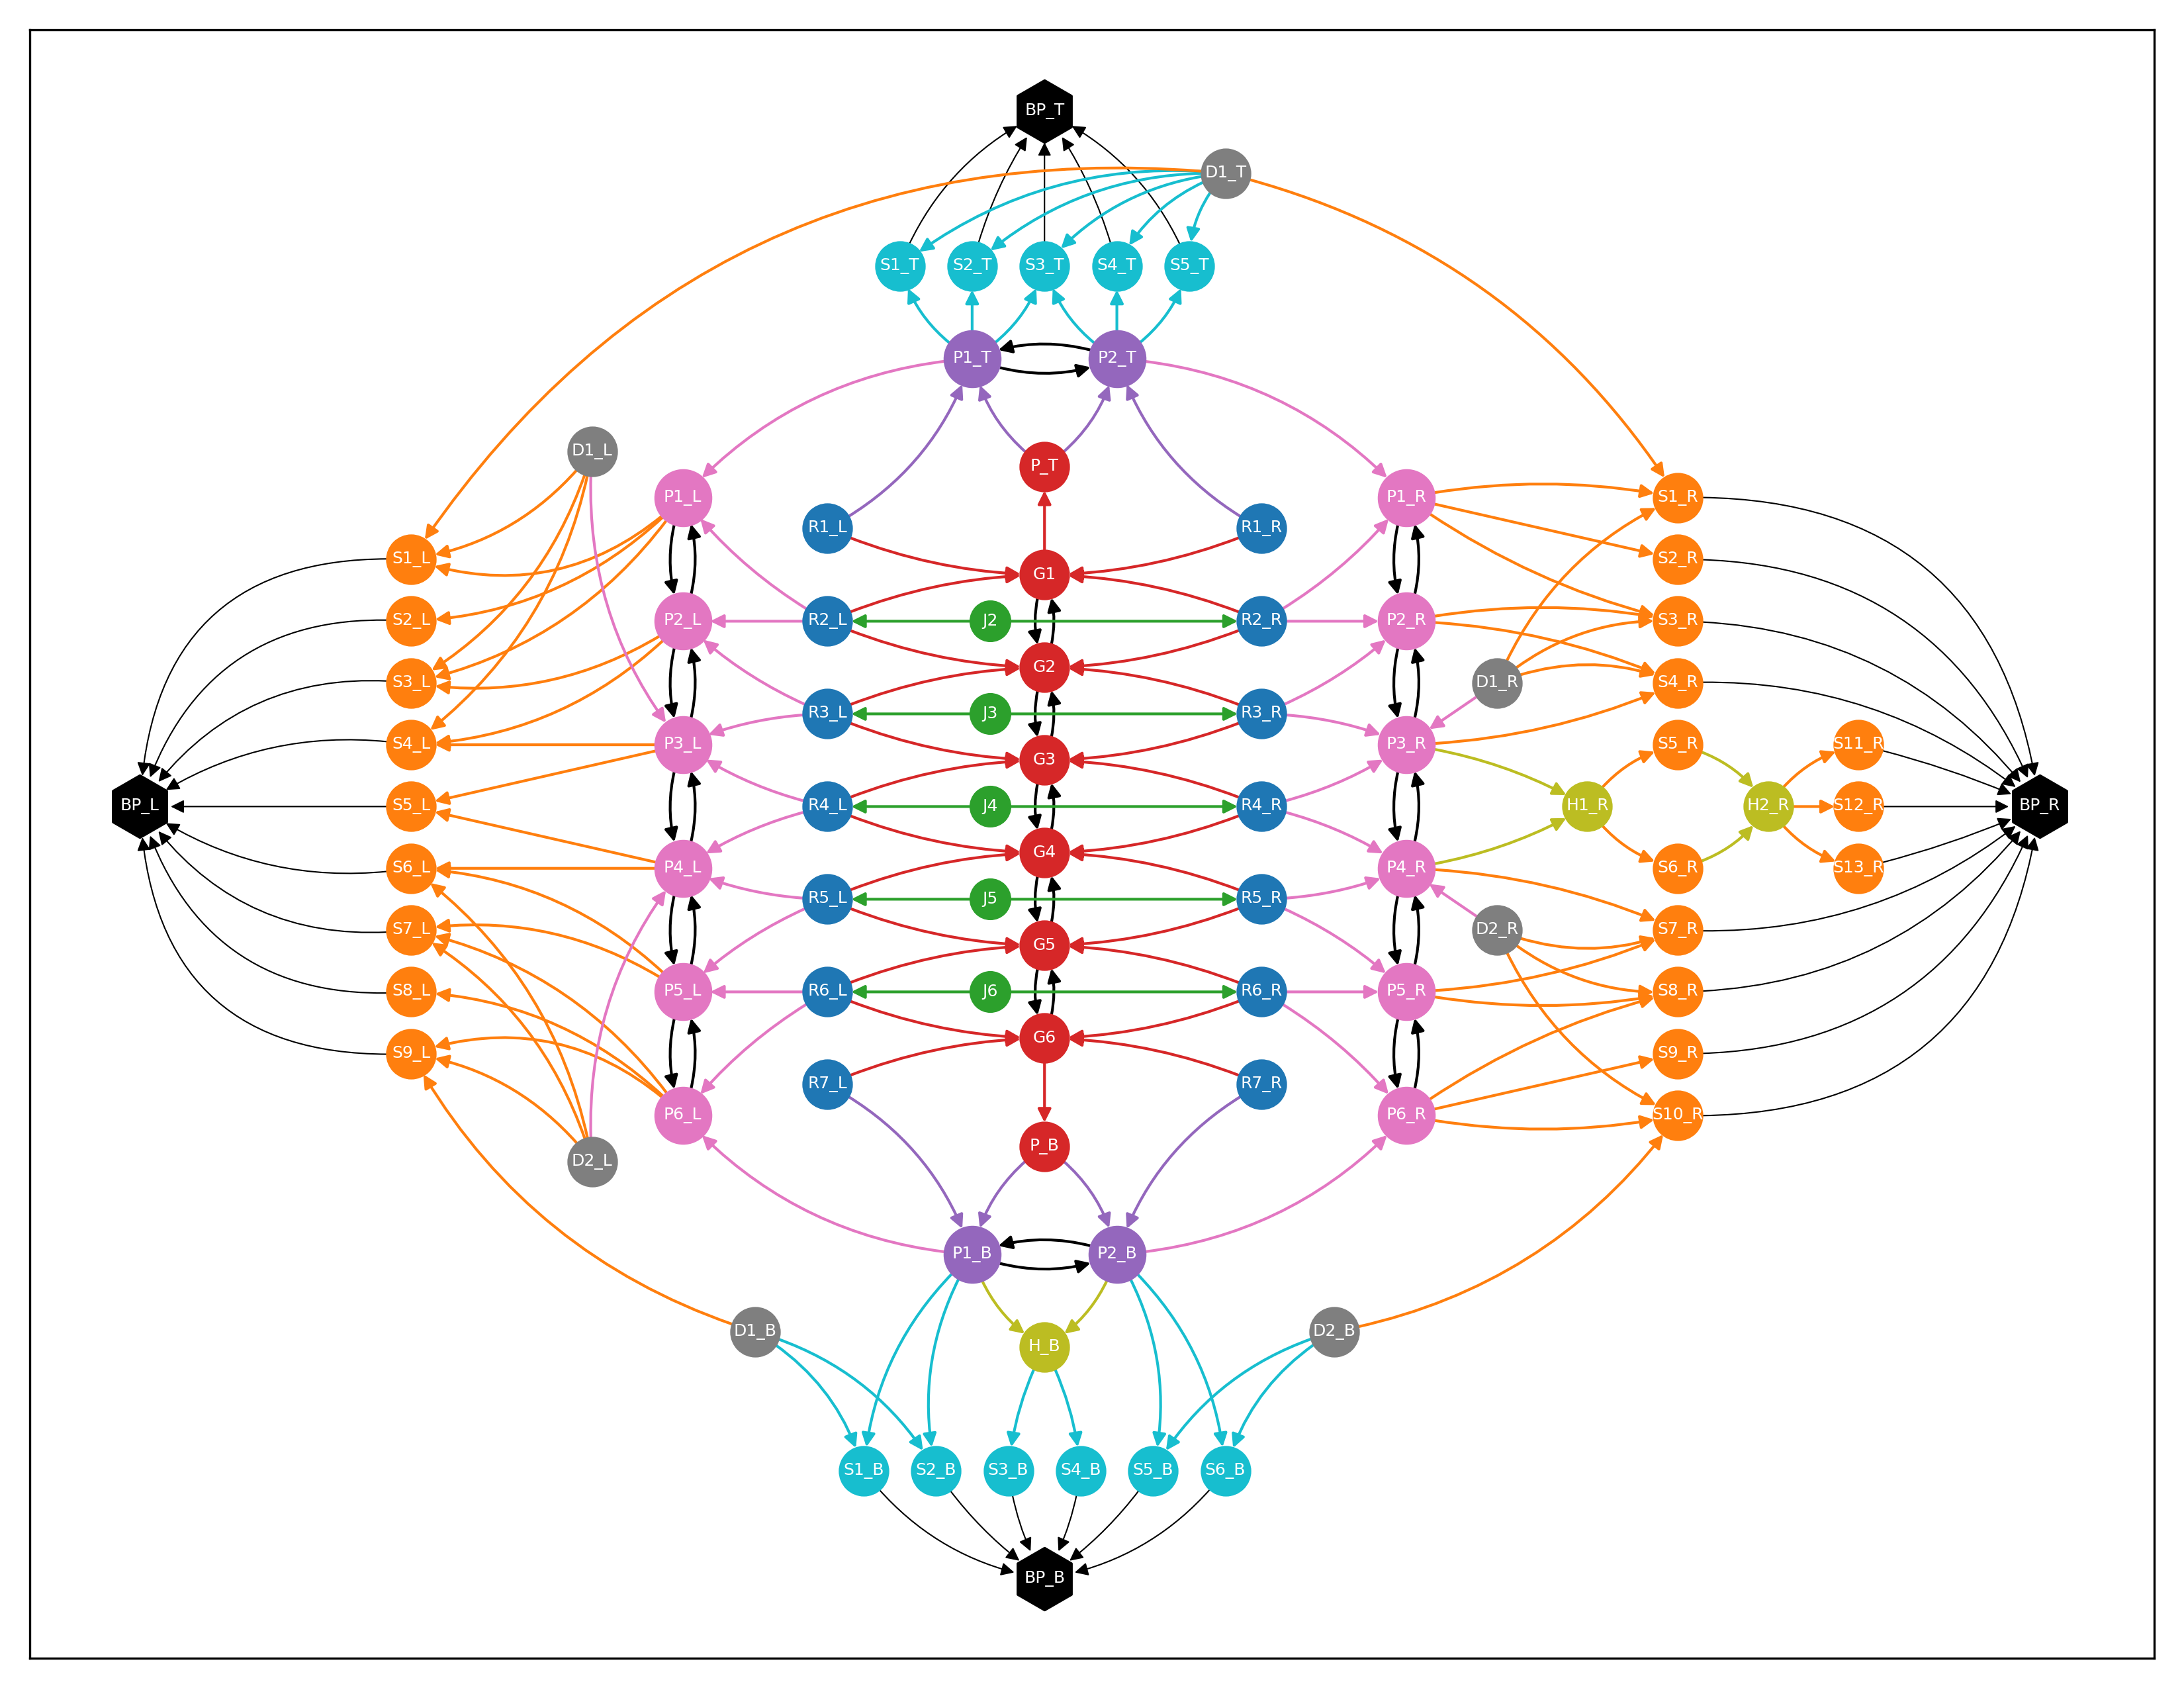 BP_T
D1_T
S1_T S2_T S3_T S4_T S5_T
P1_T P2_T
D1_L P_T
P1_L R1_L R1_R P1_R S1_R
S1_L G1 S2_R
S2_L P2_L R2_L J2 R2_R P2_R S3_R
G2
S3_L D1_R S4_R
R3_L J3 R3_R
S4_L P3_L G3 P3_R S5_R S11_R
BP_L S5_L R4_L J4 R4_R H1_R H2_R S12_R BP_R
G4
S6_L P4_L P4_R S6_R S13_R
R5_L J5 R5_R
S7_L G5 D2_R S7_R
S8_L P5_L R6_L J6 R6_R P5_R S8_R
S9_L G6 S9_R
R7_L R7_R
P6_L P6_R S10_R
P_B
D2_L
P1_B P2_B
D1_B D2_B
H_B
S1_B S2_B S3_B S4_B S5_B S6_B
BP_B